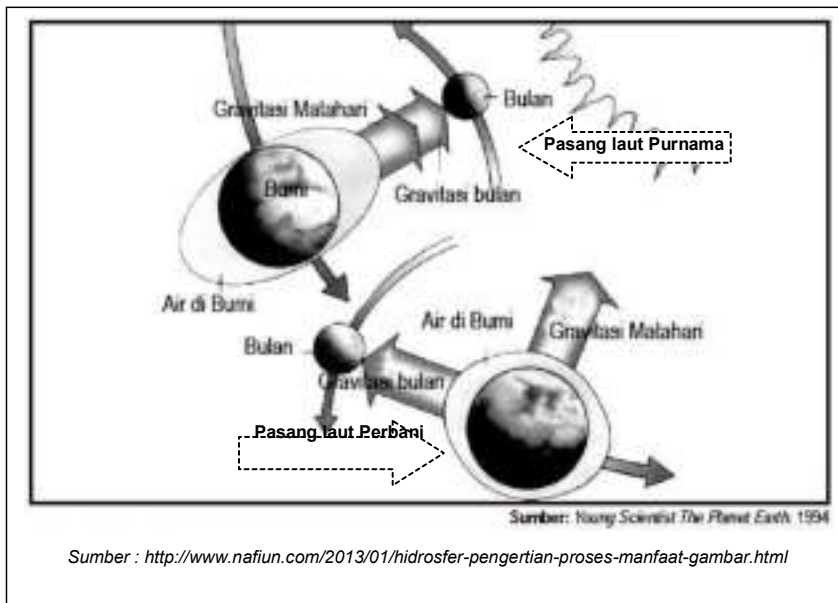 Gravitasi Malahari
Bulan
Pasang laut Purnama
Bumi
Gravitasi bulan
Air di Bumi
Bulan
Air di Bumi
Gravitasi Malahari
Gravitasi bulan
Pasang laut Perbani
Sumber: Young Scientist The Planet Earth. 1994
Sumber : http://www.nafiun.com/2013/01/hidrosfer-pengertian-proses-manfaat-gambar.html